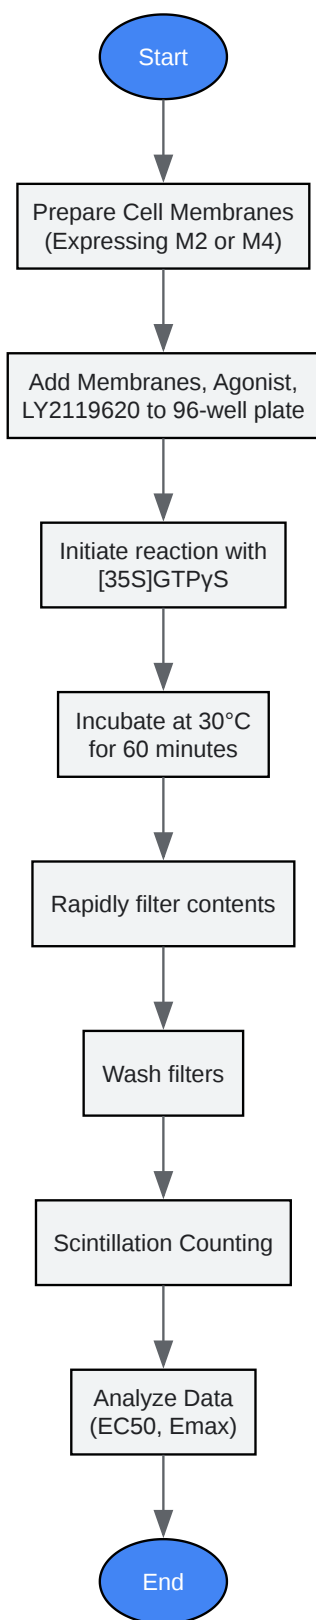 Start
Prepare Cell Membranes
(Expressing M2 or M4)
Add Membranes, Agonist,
LY2119620 to 96-well plate
Initiate reaction with
[35S]GTPγS
Incubate at 30°C
for 60 minutes
Rapidly filter contents
Wash filters
Scintillation Counting
Analyze Data
(EC50, Emax)
End